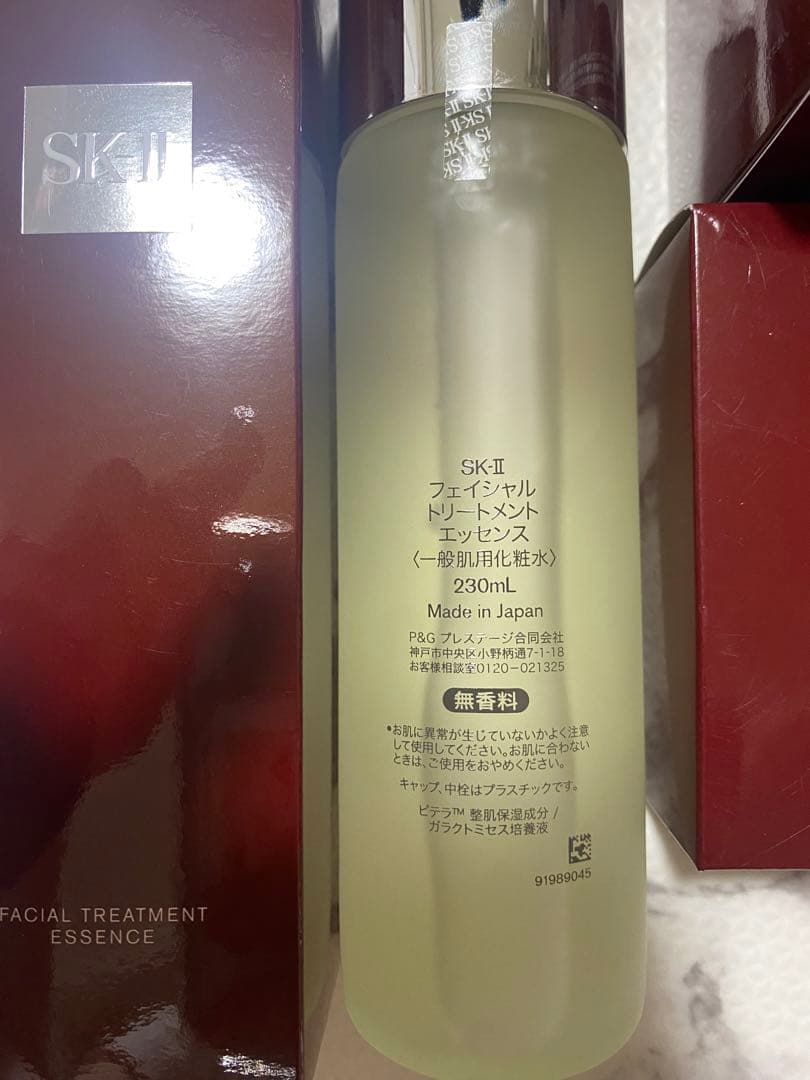 SK-II
FACIAL TREATMENT
ESSENCE
SK-II
フェイシャル
トリートメント
エッセンス
〈一般肌用化粧水〉
230mL
Made in Japan
P&G プレステージ合同会社
神戸市中央区小野柄通7-1-18
お客様相談室0120-021325
無香料
•お肌に異常が生じていないかよく注意
して使用してください。お肌に合わない
ときは、ご使用をおやめください。
キャップ、中栓はプラスチックです。
ピテラ™ 整肌保湿成分 /
ガラクトミセス培養液
91989045